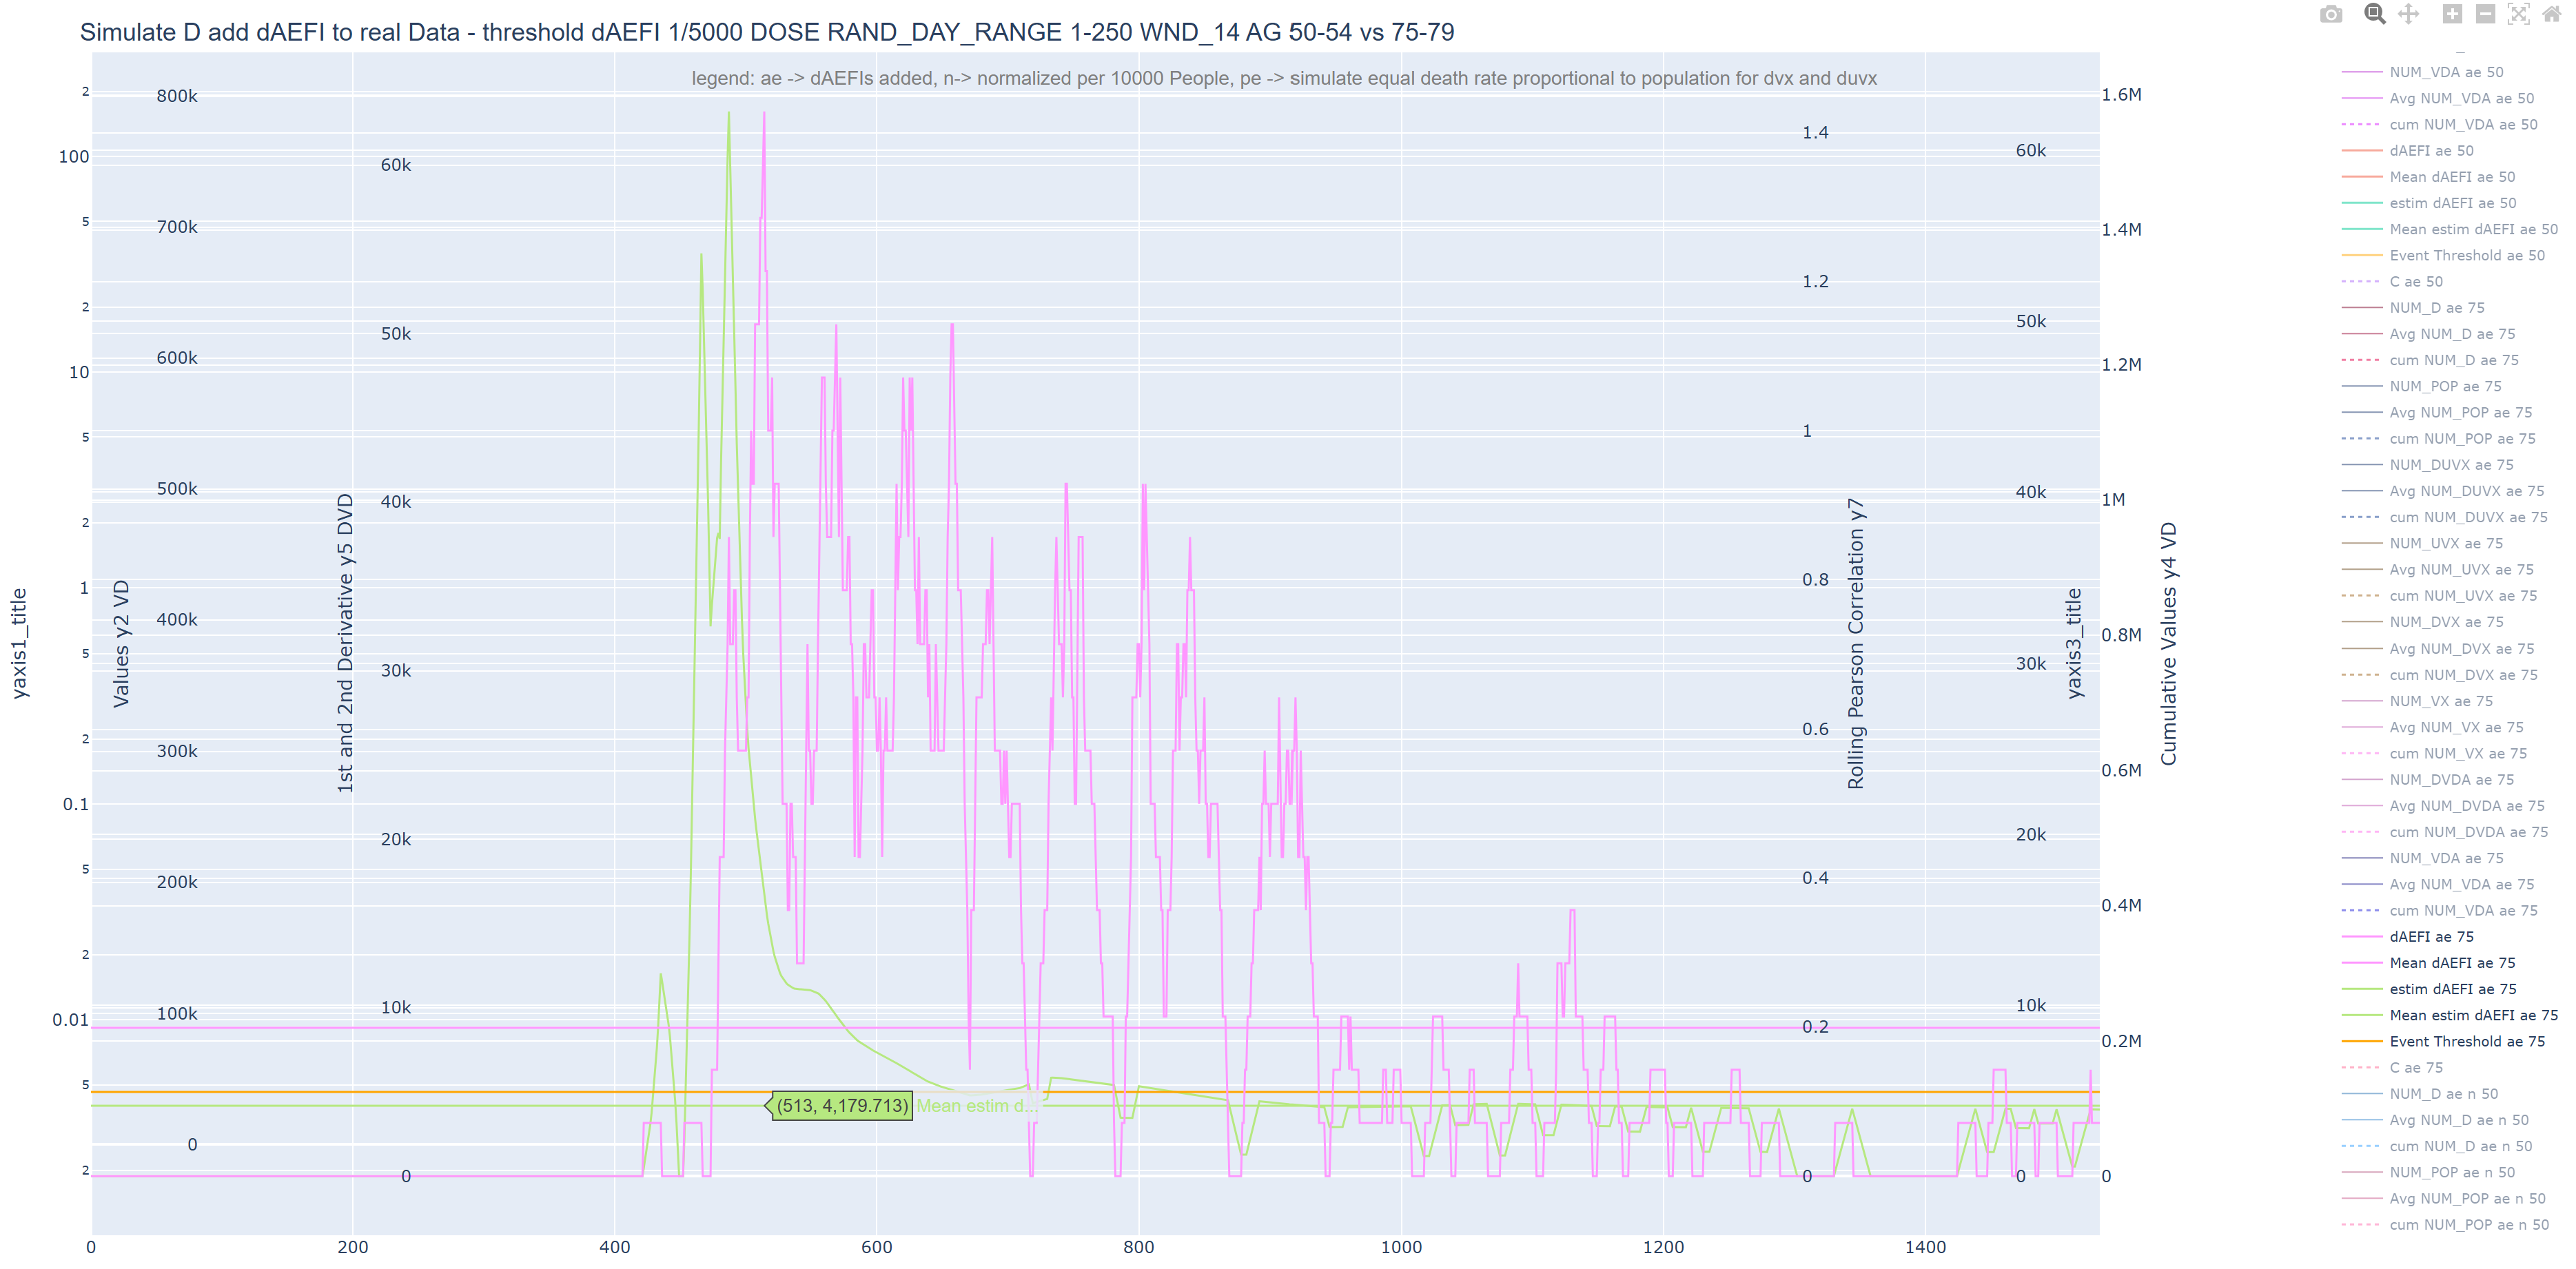 Simulate D add dAEFI to real Data - threshold dAEFI 1/5000 DOSE RAND_DAY_RANGE 1-250 WND_14 AG 50-54 vs 75-79
legend: ae -> dAEFIs added, n-> normalized per 10000 People, pe -> simulate equal death rate proportional to population for dvx and duvx
yaxis1_title
2
100
5
2
10
5
2
1
5
2
0.1
5
2
0.01
5
2
Values y2 VD
800k
700k
600k
500k
400k
300k
200k
100k
0
1st and 2nd Derivative y5 DVD
60k
50k
40k
30k
20k
10k
0
(513, 4,179.713) Mean estim d...
Rolling Pearson Correlation y7
1.4
1.2
1
0.8
0.6
0.4
0.2
0
yaxis3_title
60k
50k
40k
30k
20k
10k
0
Cumulative Values y4 VD
1.6M
1.4M
1.2M
1M
0.8M
0.6M
0.4M
0.2M
0
0 200 400 600 800 1000 1200 1400
NUM_VDA ae 50
Avg NUM_VDA ae 50
cum NUM_VDA ae 50
dAEFI ae 50
Mean dAEFI ae 50
estim dAEFI ae 50
Mean estim dAEFI ae 50
Event Threshold ae 50
C ae 50
NUM_D ae 75
Avg NUM_D ae 75
cum NUM_D ae 75
NUM_POP ae 75
Avg NUM_POP ae 75
cum NUM_POP ae 75
NUM_DUVX ae 75
Avg NUM_DUVX ae 75
cum NUM_DUVX ae 75
NUM_UVX ae 75
Avg NUM_UVX ae 75
cum NUM_UVX ae 75
NUM_DVX ae 75
Avg NUM_DVX ae 75
cum NUM_DVX ae 75
NUM_VX ae 75
Avg NUM_VX ae 75
cum NUM_VX ae 75
NUM_DVDA ae 75
Avg NUM_DVDA ae 75
cum NUM_DVDA ae 75
NUM_VDA ae 75
Avg NUM_VDA ae 75
cum NUM_VDA ae 75
dAEFI ae 75
Mean dAEFI ae 75
estim dAEFI ae 75
Mean estim dAEFI ae 75
Event Threshold ae 75
C ae 75
NUM_D ae n 50
Avg NUM_D ae n 50
cum NUM_D ae n 50
NUM_POP ae n 50
Avg NUM_POP ae n 50
cum NUM_POP ae n 50